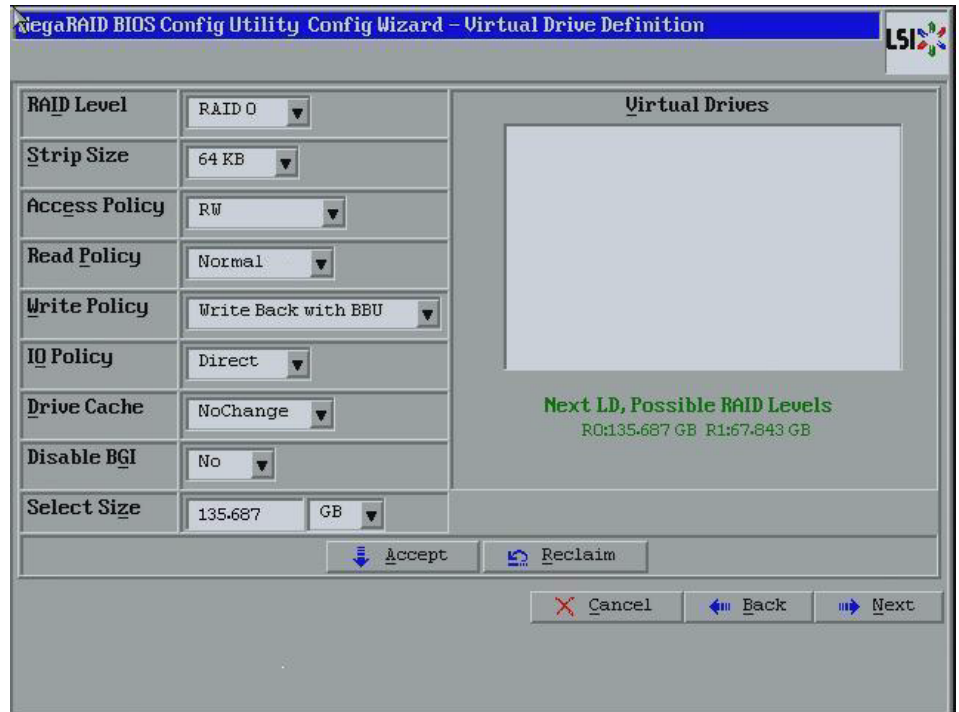 MegaRAID BIOS Config Utility Config Wizard – Virtual Drive Definition
LSI
RAID Level RAID 0
Strip Size 64 KB
Access Policy RW
Read Policy Normal
Write Policy Write Back with BBU
IO Policy Direct
Drive Cache NoChange
Disable BGI No
Select Size 135.687 GB
Virtual Drives
Next LD, Possible RAID Levels
R0:135.687 GB R1:67.843 GB
Accept Reclaim
Cancel Back Next